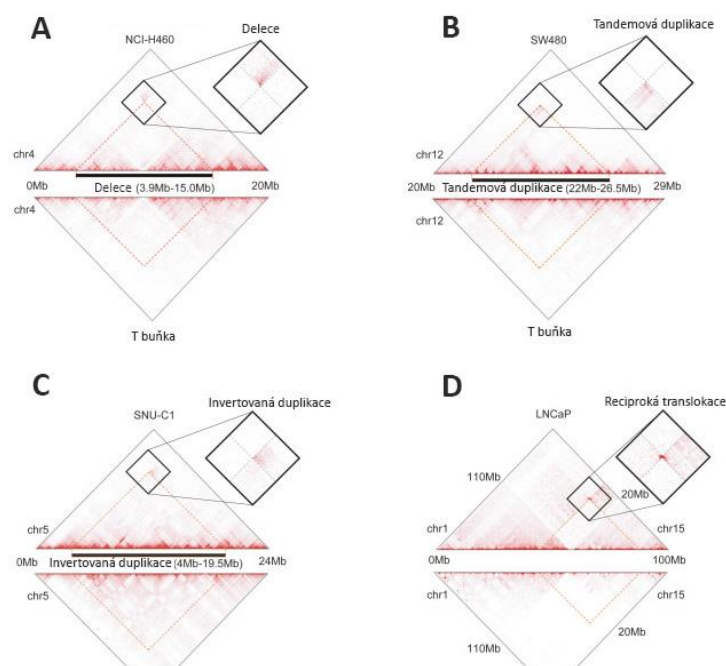 A
NCI-H460
Delece
chr4
0Mb
Delece (3.9Mb-15.0Mb)
20Mb
chr4
T buňka
B
SW480
Tandemová duplikace
chr12
20Mb
Tandemová duplikace (22Mb-26.5Mb)
29Mb
chr12
T buňka
C
SNU-C1
Invertovaná duplikace
chr5
0Mb
Invertovaná duplikace (4Mb-19.5Mb)
24Mb
chr5
D
LNCaP
Reciproká translokace
110Mb
20Mb
chr1
chr15
0Mb
100Mb
chr1
chr15
110Mb
20Mb